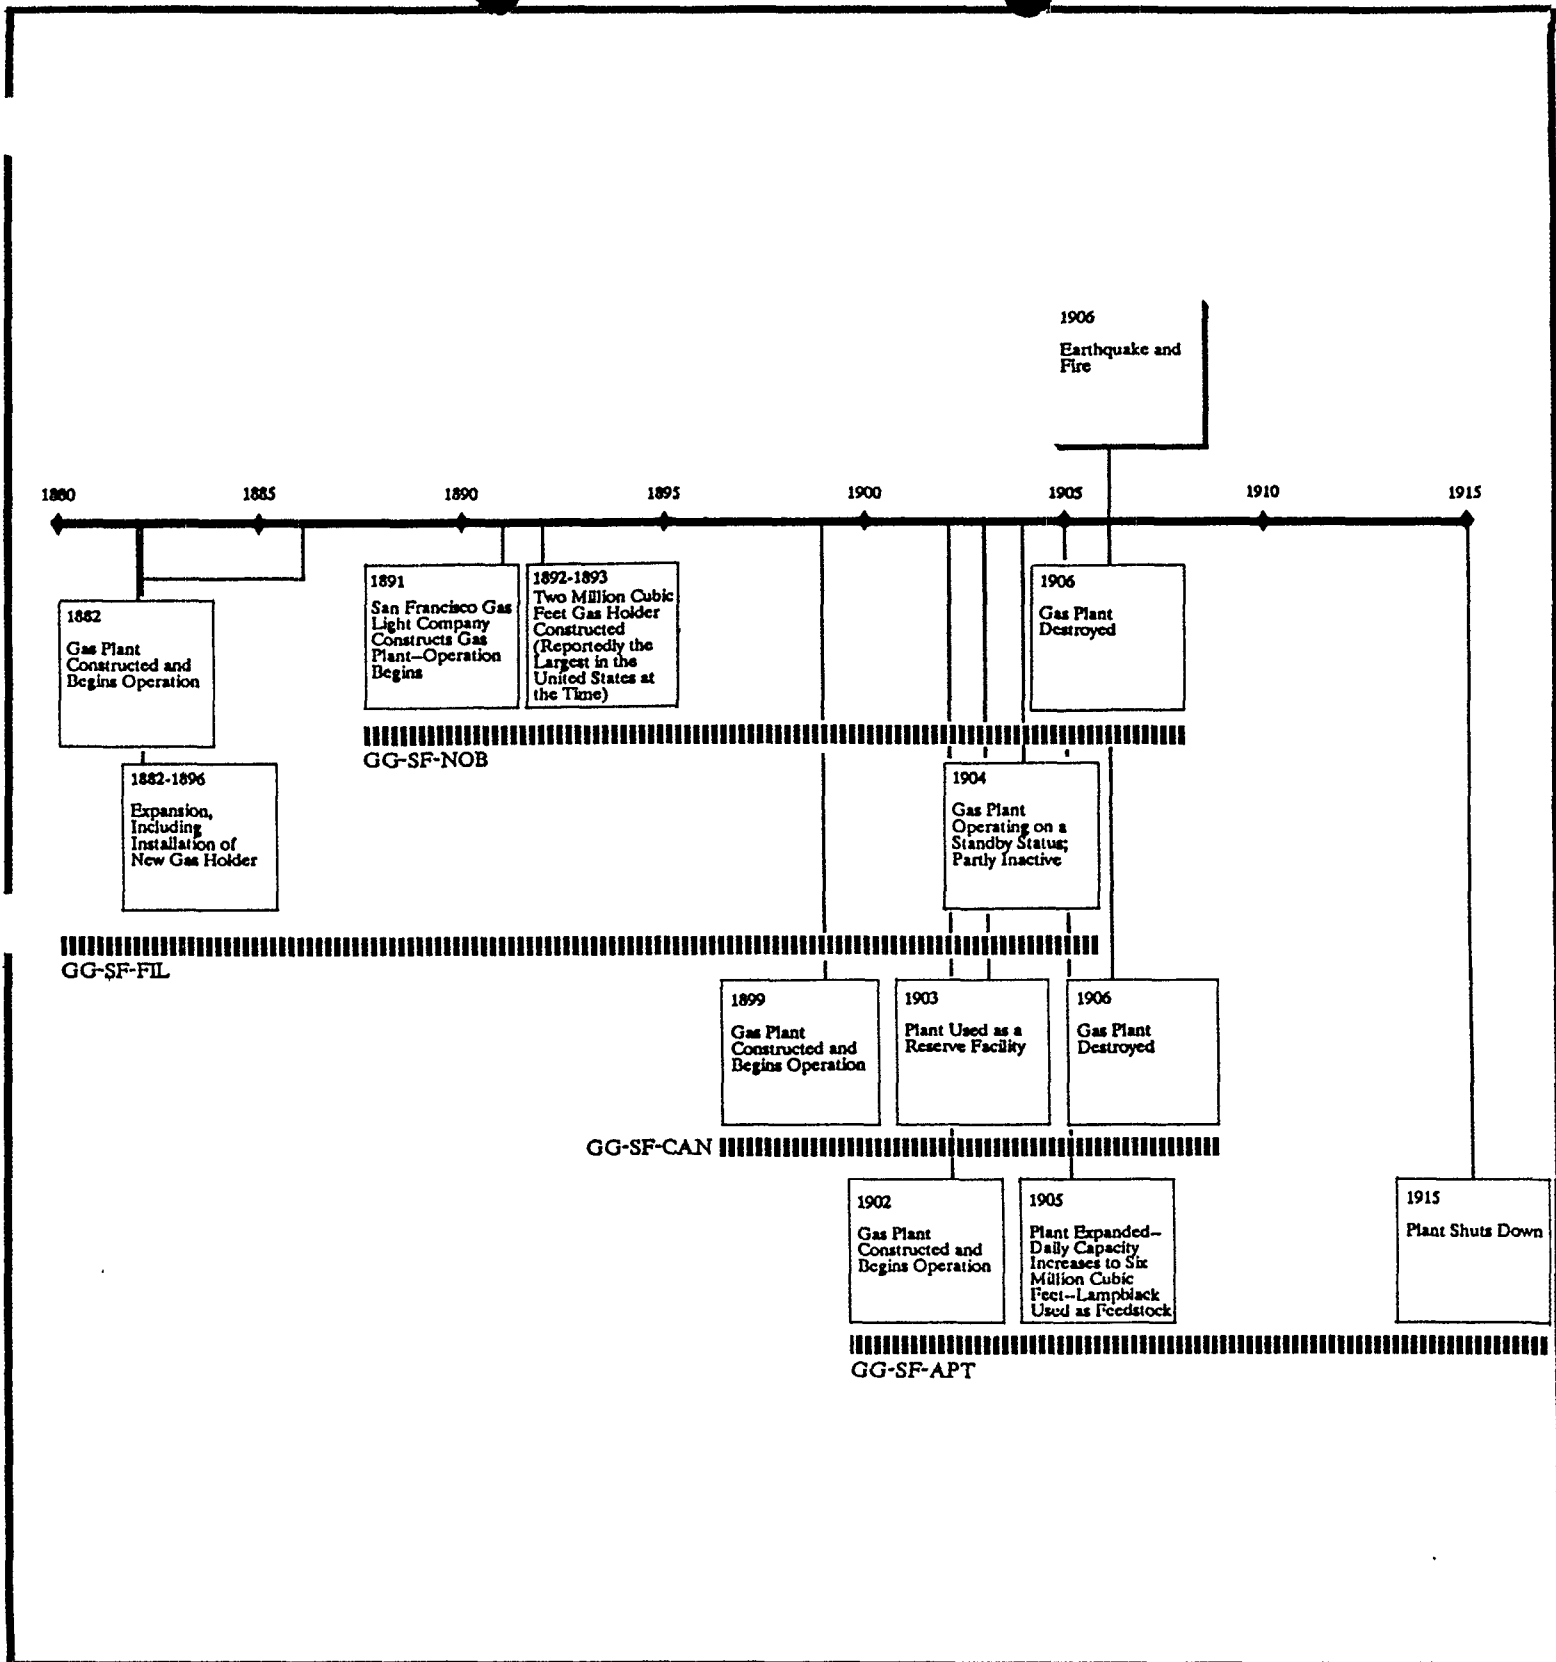 1906
Earthquake and
Fire
1880
1885
1890
1895
1900
1905
1910
1915
1882
Gas Plant
Constructed and
Begins Operation
1891
San Francisco Gas
Light Company
Constructs Gas
Plant--Operation
Begins
1892-1893
Two Million Cubic
Feet Gas Holder
Constructed
(Reportedly the
Largest in the
United States at
the Time)
1906
Gas Plant
Destroyed
GG-SF-NOB
1882-1896
Expansion,
Including
Installation of
New Gas Holder
1904
Gas Plant
Operating on a
Standby Status;
Partly Inactive
GG-SF-FIL
1899
Gas Plant
Constructed and
Begins Operation
1903
Plant Used as a
Reserve Facility
1906
Gas Plant
Destroyed
GG-SF-CAN
1902
Gas Plant
Constructed and
Begins Operation
1905
Plant Expanded--
Daily Capacity
Increases to Six
Million Cubic
Feet--Lampblack
Used as Feedstock
1915
Plant Shuts Down
GG-SF-APT